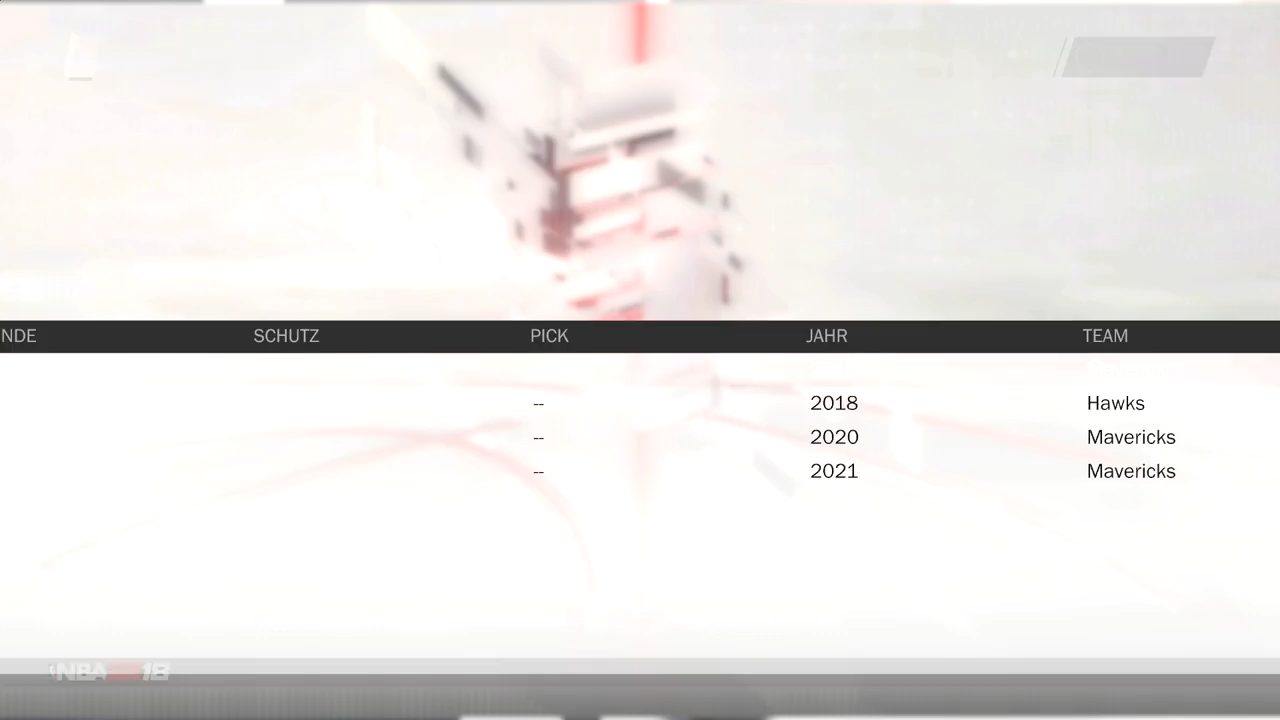 NDE SCHUTZ PICK JAHR TEAM
-- 2018 Hawks
-- 2020 Mavericks
-- 2021 Mavericks
NBA 2K18